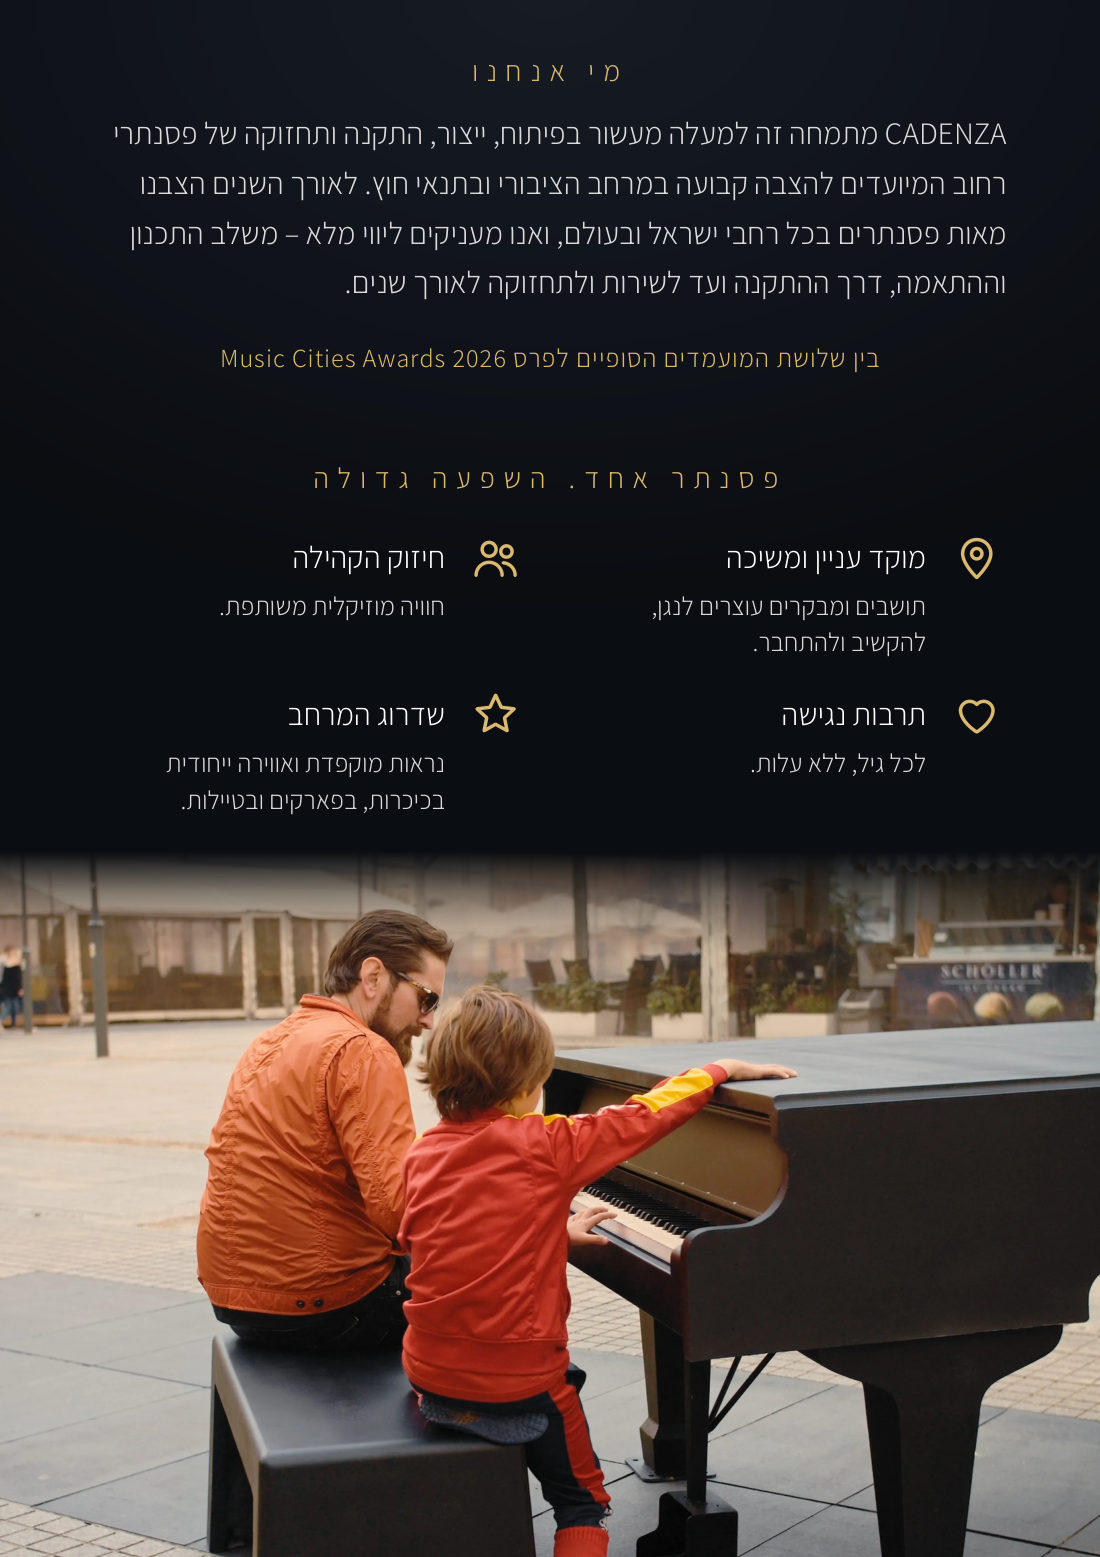 מי אנחנו
CADENZA מתמחה זה למעלה מעשור בפיתוח, ייצור, התקנה ותחזוקה של פסנתרי
רחוב המיועדים להצבה קבועה במרחב הציבורי ובתנאי חוץ. לאורך השנים הצבנו
מאות פסנתרים בכל רחבי ישראל ובעולם, ואנו מעניקים ליווי מלא – משלב התכנון
וההתאמה, דרך ההתקנה ועד לשירות ולתחזוקה לאורך שנים.
בין שלושת המועמדים הסופיים לפרס Music Cities Awards 2026
פסנתר אחד. השפעה גדולה
מוקד עניין ומשיכה
תושבים ומבקרים עוצרים לנגן,
להקשיב ולהתחבר.
חיזוק הקהילה
חוויה מוזיקלית משותפת.
תרבות נגישה
לכל גיל, ללא עלות.
שדרוג המרחב
נראות מוקפדת ואווירה ייחודית
בכיכרות, בפארקים ובטיילות.
SCHOLLER